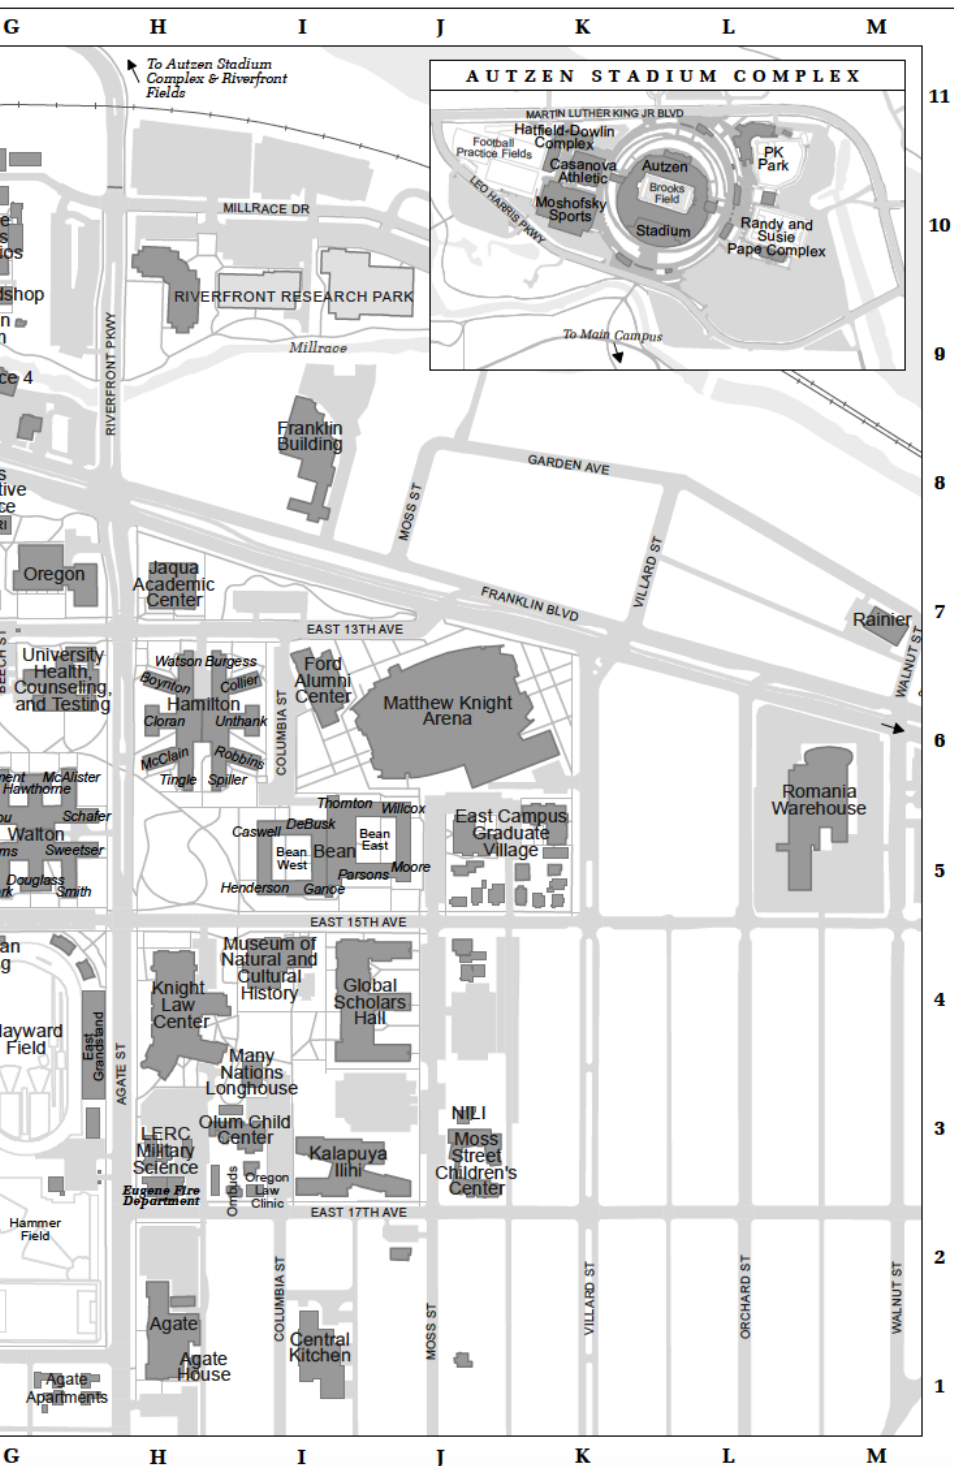 G H I J K L M
To Autzen Stadium
Complex & Riverfront
Fields
AUTZEN STADIUM COMPLEX
11
MARTIN LUTHER KING JR BLVD
Hatfield-Dowlin
Complex
Football
Practice Fields
Casanova
Athletic
Autzen
Brooks
Field
Stadium
PK
Park
LEO HARRIS PKWY
Moshofsky
Sports
Randy and
Susie
Pape Complex
10
MILLRACE DR
RIVERFRONT RESEARCH PARK
To Main Campus
Millrace
9
RIVERFRONT PKWY
ce 4
Franklin
Building
GARDEN AVE
8
MOSS ST
Oregon
Jaqua
Academic
Center
FRANKLIN BLVD
VILLARD ST
7
Rainier
WALNUT ST
EAST 13TH AVE
BEECH ST
University
Health,
Counseling,
and Testing
Watson Burgess
Boynton
Collier
Hamilton
Cloran
Unthank
McClain
Robbins
Tingle Spiller
COLUMBIA ST
Ford
Alumni
Center
Matthew Knight
Arena
6
Romania
Warehouse
McAlister
Hawthorne
Schafer
Walton
Sweetser
Douglass
Smith
Thornton
Willcox
Caswell
DeBusk
Bean
West
Bean
Bean
East
Moore
Parsons
Henderson
Ganoe
East Campus
Graduate
Village
5
EAST 15TH AVE
Museum of
Natural and
Cultural
History
Knight
Law
Center
Global
Scholars
Hall
4
Hayward
Field
East
Grandstand
AGATE ST
Many
Nations
Longhouse
Olum Child
Center
LERC
Military
Science
Eugene Fire
Department
Ombuds
Oregon
Law
Clinic
Kalapuya
Ilihi
NILI
Moss
Street
Children's
Center
3
EAST 17TH AVE
Hammer
Field
2
COLUMBIA ST
MOSS ST
VILLARD ST
ORCHARD ST
WALNUT ST
Agate
Agate
House
Central
Kitchen
Agate
Apartments
1
G H I J K L M